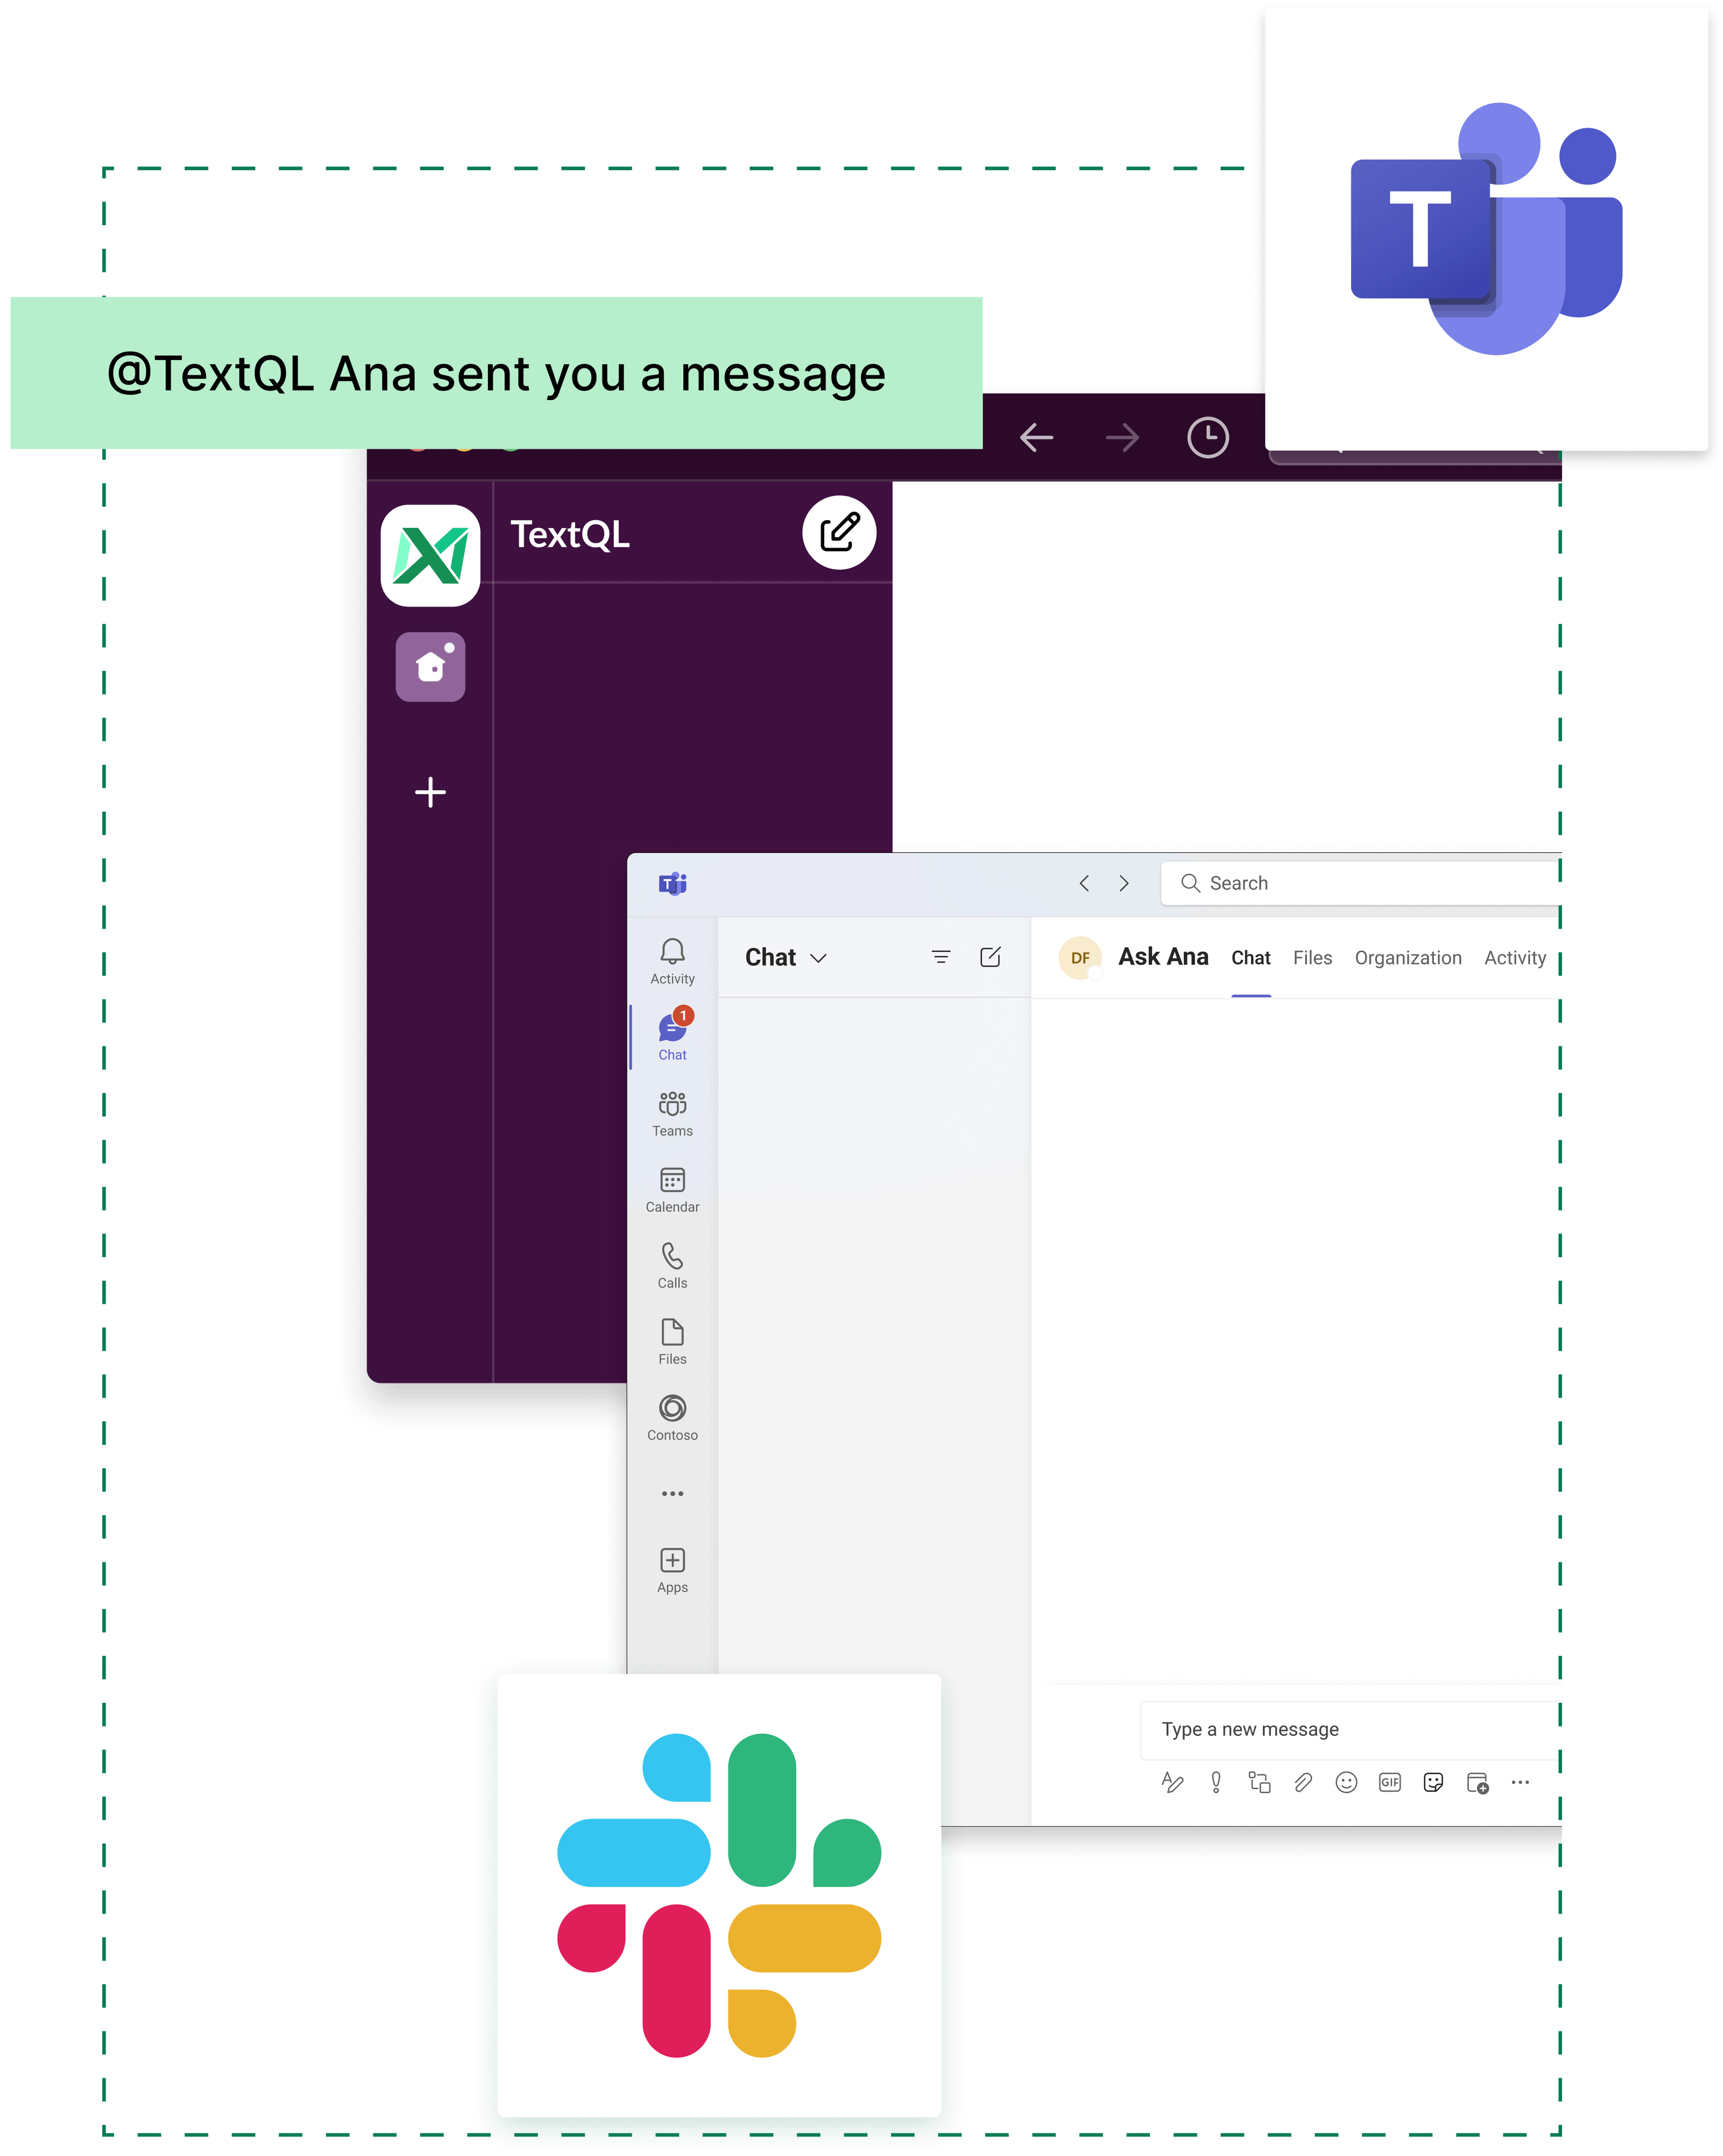 T
@TextQL Ana sent you a message
TextQL
T
Search
Activity
1
Chat
Teams
Calendar
Calls
Files
Contoso
Apps
Chat
DF
Ask Ana
Chat
Files
Organization
Activity
Type a new message
GIF